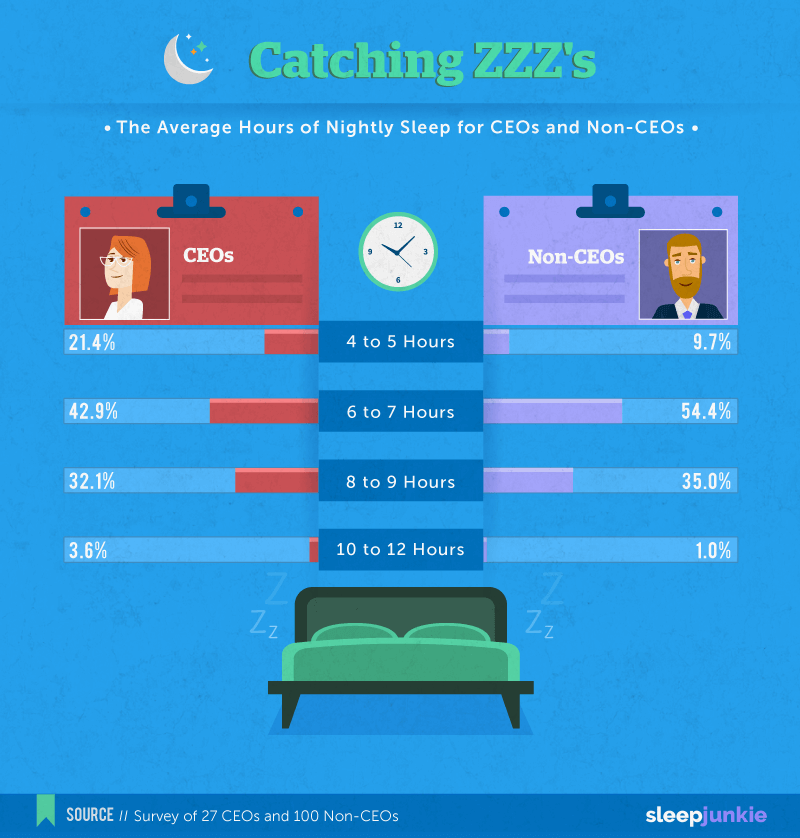 Catching ZZZ's
• The Average Hours of Nightly Sleep for CEOs and Non-CEOs •
CEOs
12
9 3
6
Non-CEOs
21.4% 4 to 5 Hours 9.7%
42.9% 6 to 7 Hours 54.4%
32.1% 8 to 9 Hours 35.0%
3.6% 10 to 12 Hours 1.0%
Z Z
Z Z
z z
SOURCE // Survey of 27 CEOs and 100 Non-CEOs
sleepjunkie